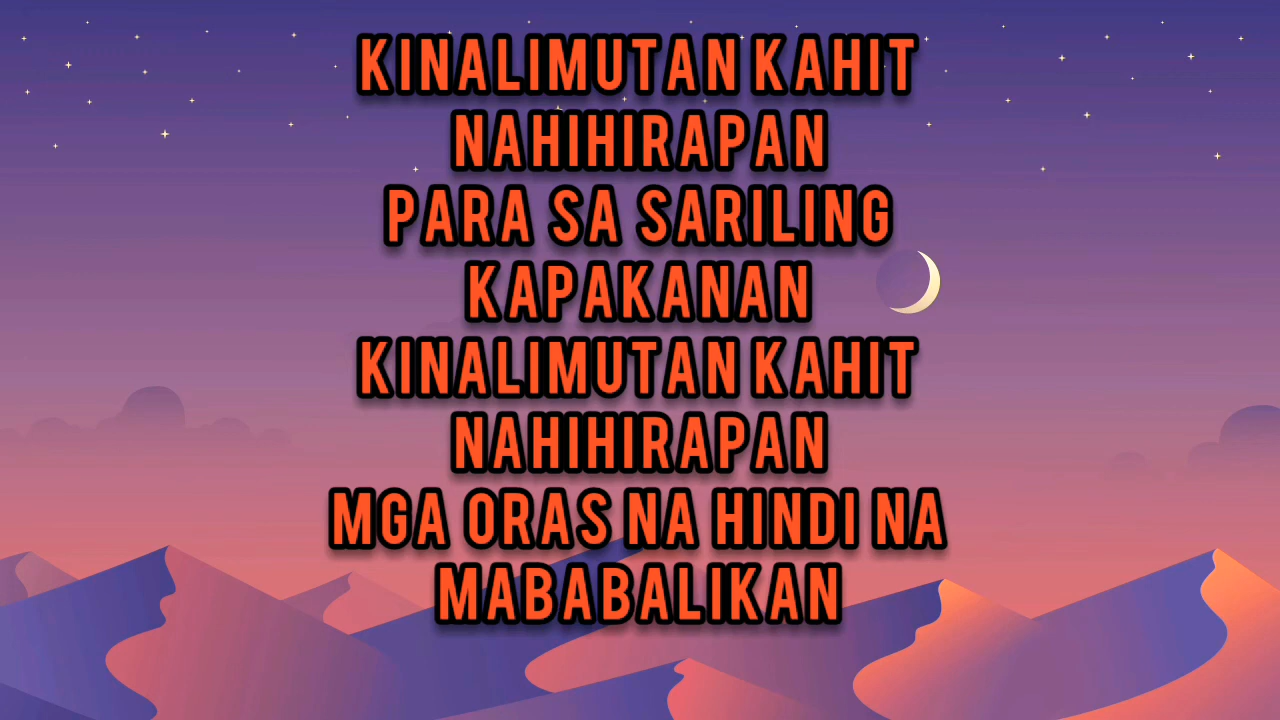 KINALIMUTAN KAHIT
NAHIHIRAPAN
PARA SA SARILING
KAPAKANAN
KINALIMUTAN KAHIT
NAHIHIRAPAN
MGA ORAS NA HINDI NA
MABABALIKAN